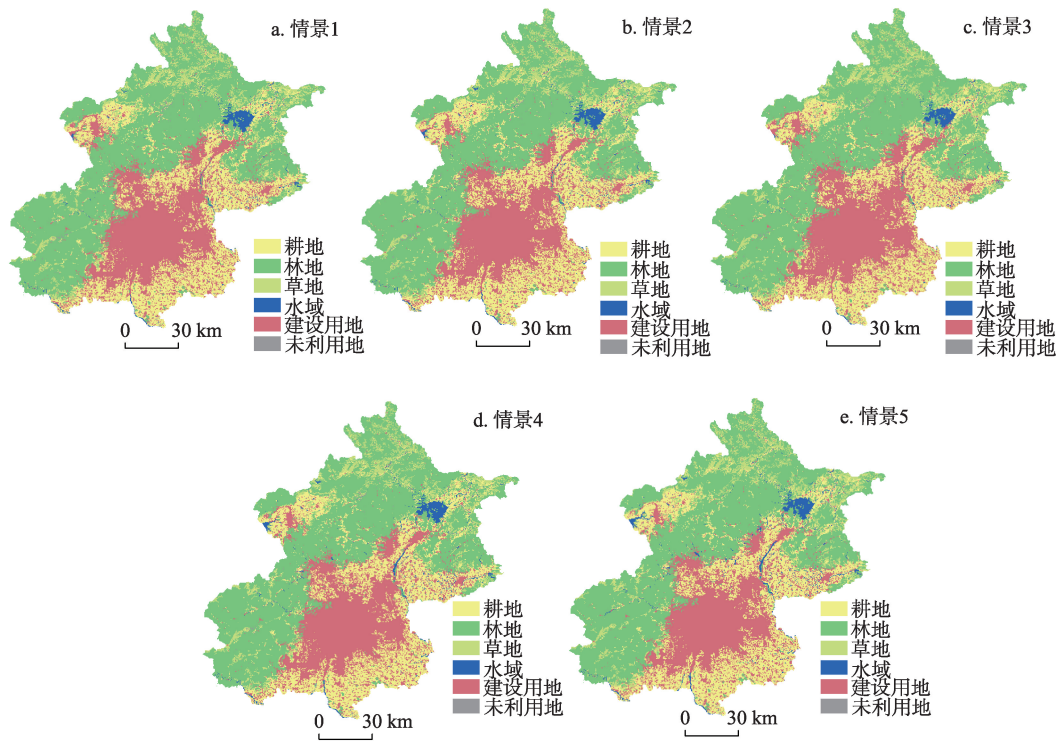 a. 情景1
耕地
林地
草地
水域
建设用地
未利用地
0 30 km
b. 情景2
耕地
林地
草地
水域
建设用地
未利用地
0 30 km
c. 情景3
耕地
林地
草地
水域
建设用地
未利用地
0 30 km
d. 情景4
耕地
林地
草地
水域
建设用地
未利用地
0 30 km
e. 情景5
耕地
林地
草地
水域
建设用地
未利用地
0 30 km